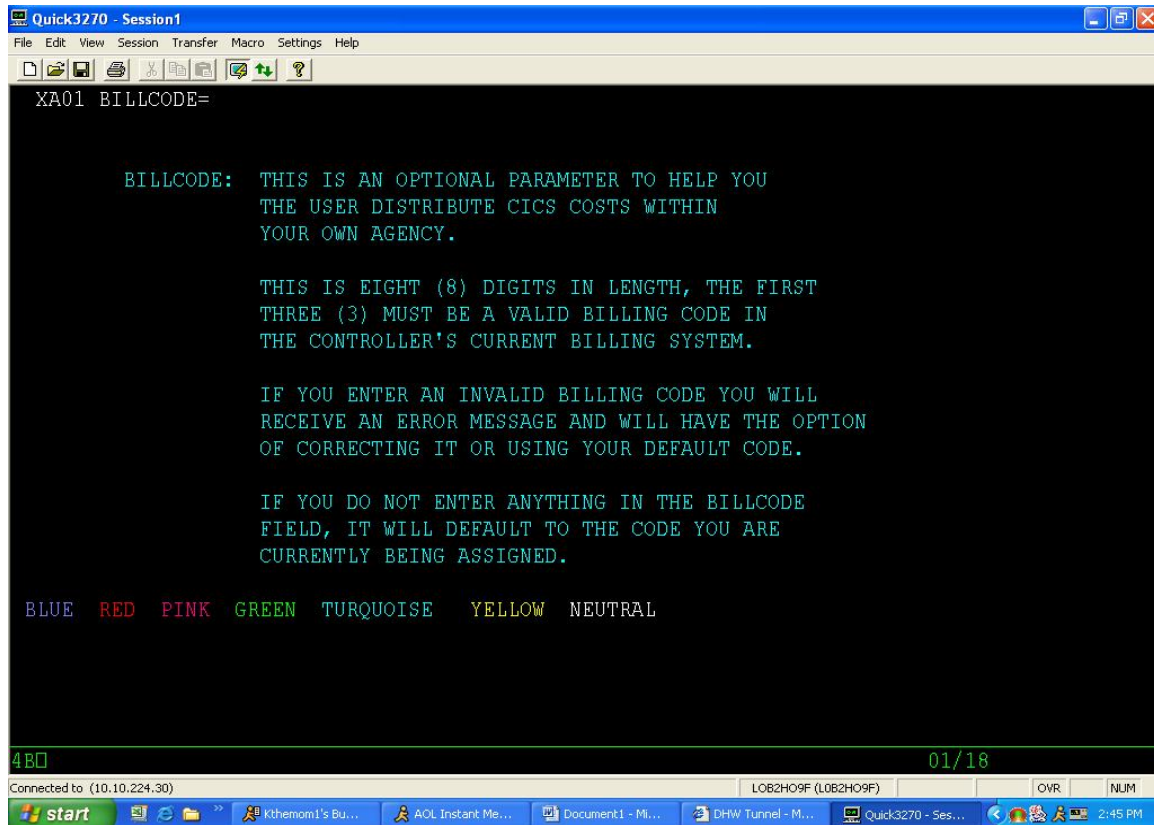 Quick3270 - Session1
File Edit View Session Transfer Macro Settings Help
XA01 BILLCODE=
BILLCODE: THIS IS AN OPTIONAL PARAMETER TO HELP YOU
THE USER DISTRIBUTE CICS COSTS WITHIN
YOUR OWN AGENCY.
THIS IS EIGHT (8) DIGITS IN LENGTH, THE FIRST
THREE (3) MUST BE A VALID BILLING CODE IN
THE CONTROLLER'S CURRENT BILLING SYSTEM.
IF YOU ENTER AN INVALID BILLING CODE YOU WILL
RECEIVE AN ERROR MESSAGE AND WILL HAVE THE OPTION
OF CORRECTING IT OR USING YOUR DEFAULT CODE.
IF YOU DO NOT ENTER ANYTHING IN THE BILLCODE
FIELD, IT WILL DEFAULT TO THE CODE YOU ARE
CURRENTLY BEING ASSIGNED.
BLUE RED PINK GREEN TURQUOISE YELLOW NEUTRAL
4B 01/18
Connected to (10.10.224.30) L0B2HO9F (L0B2HO9F) OVR NUM
start Kthemom1's Bu... AOL Instant Me... Document1 - Mi... DHW Tunnel - M... Quick3270 - Ses... 2:45 PM